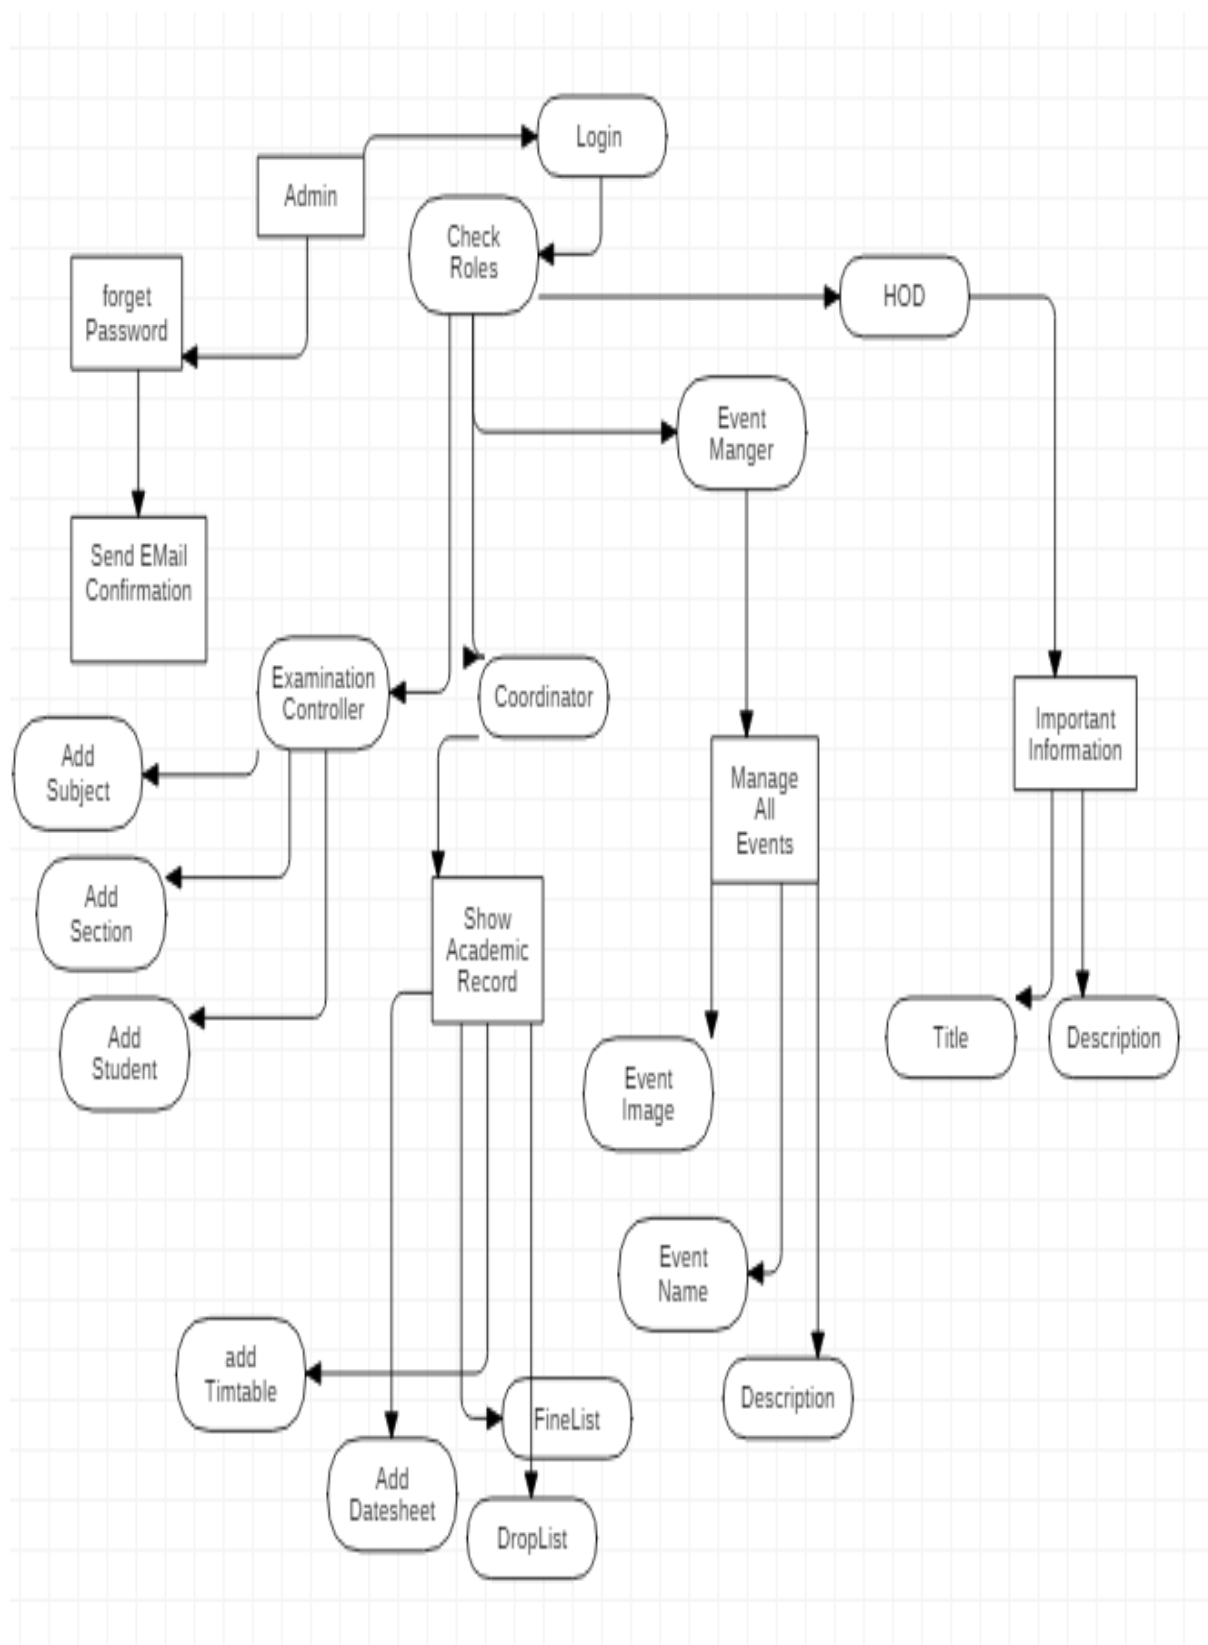 Login
Admin
Check
Roles
forget
Password
HOD
Event
Manger
Send EMail
Confirmation
Examination
Controller
Coordinator
Important
Information
Add
Subject
Manage
All
Events
Add
Section
Show
Academic
Record
Add
Student
Title
Description
Event
Image
Event
Name
add
Timtable
Description
FineList
Add
Datesheet
DropList